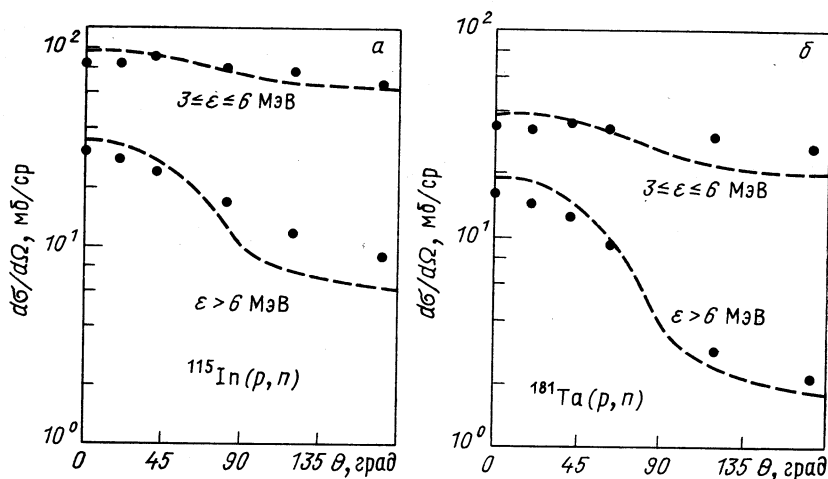 a
10²
3≤ε≤6 МэВ
10¹
ε>6 МэВ
¹¹⁵In(p,n)
10⁰
0 45 90 135 θ, град
dσ/dΩ, мб/ср
б
10²
3≤ε≤6 МэВ
10¹
ε>6 МэВ
¹⁸¹Ta(p,n)
10⁰
0 45 90 135 θ, град
dσ/dΩ, мб/ср